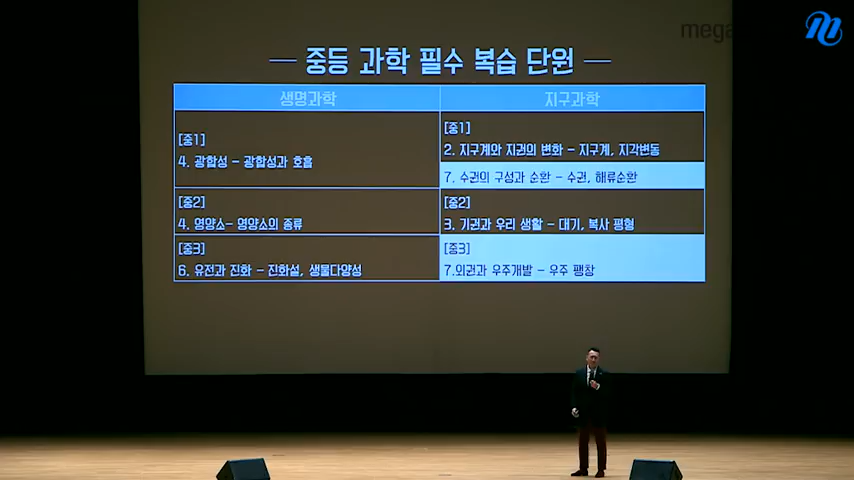 mega
중등 과학 필수 복습 단원
생명과학
지구과학
[중1]
4. 광합성 - 광합성과 호흡
[중1]
2. 지구계와 지권의 변화 - 지구계, 지각변동
7. 수권의 구성과 순환 - 수권, 해류순환
[중2]
4. 영양소- 영양소의 종류
[중2]
3. 기권과 우리 생활 - 대기, 복사 평형
[중3]
6. 유전과 진화 - 진화설, 생물다양성
[중3]
7.외권과 우주개발 - 우주 팽창